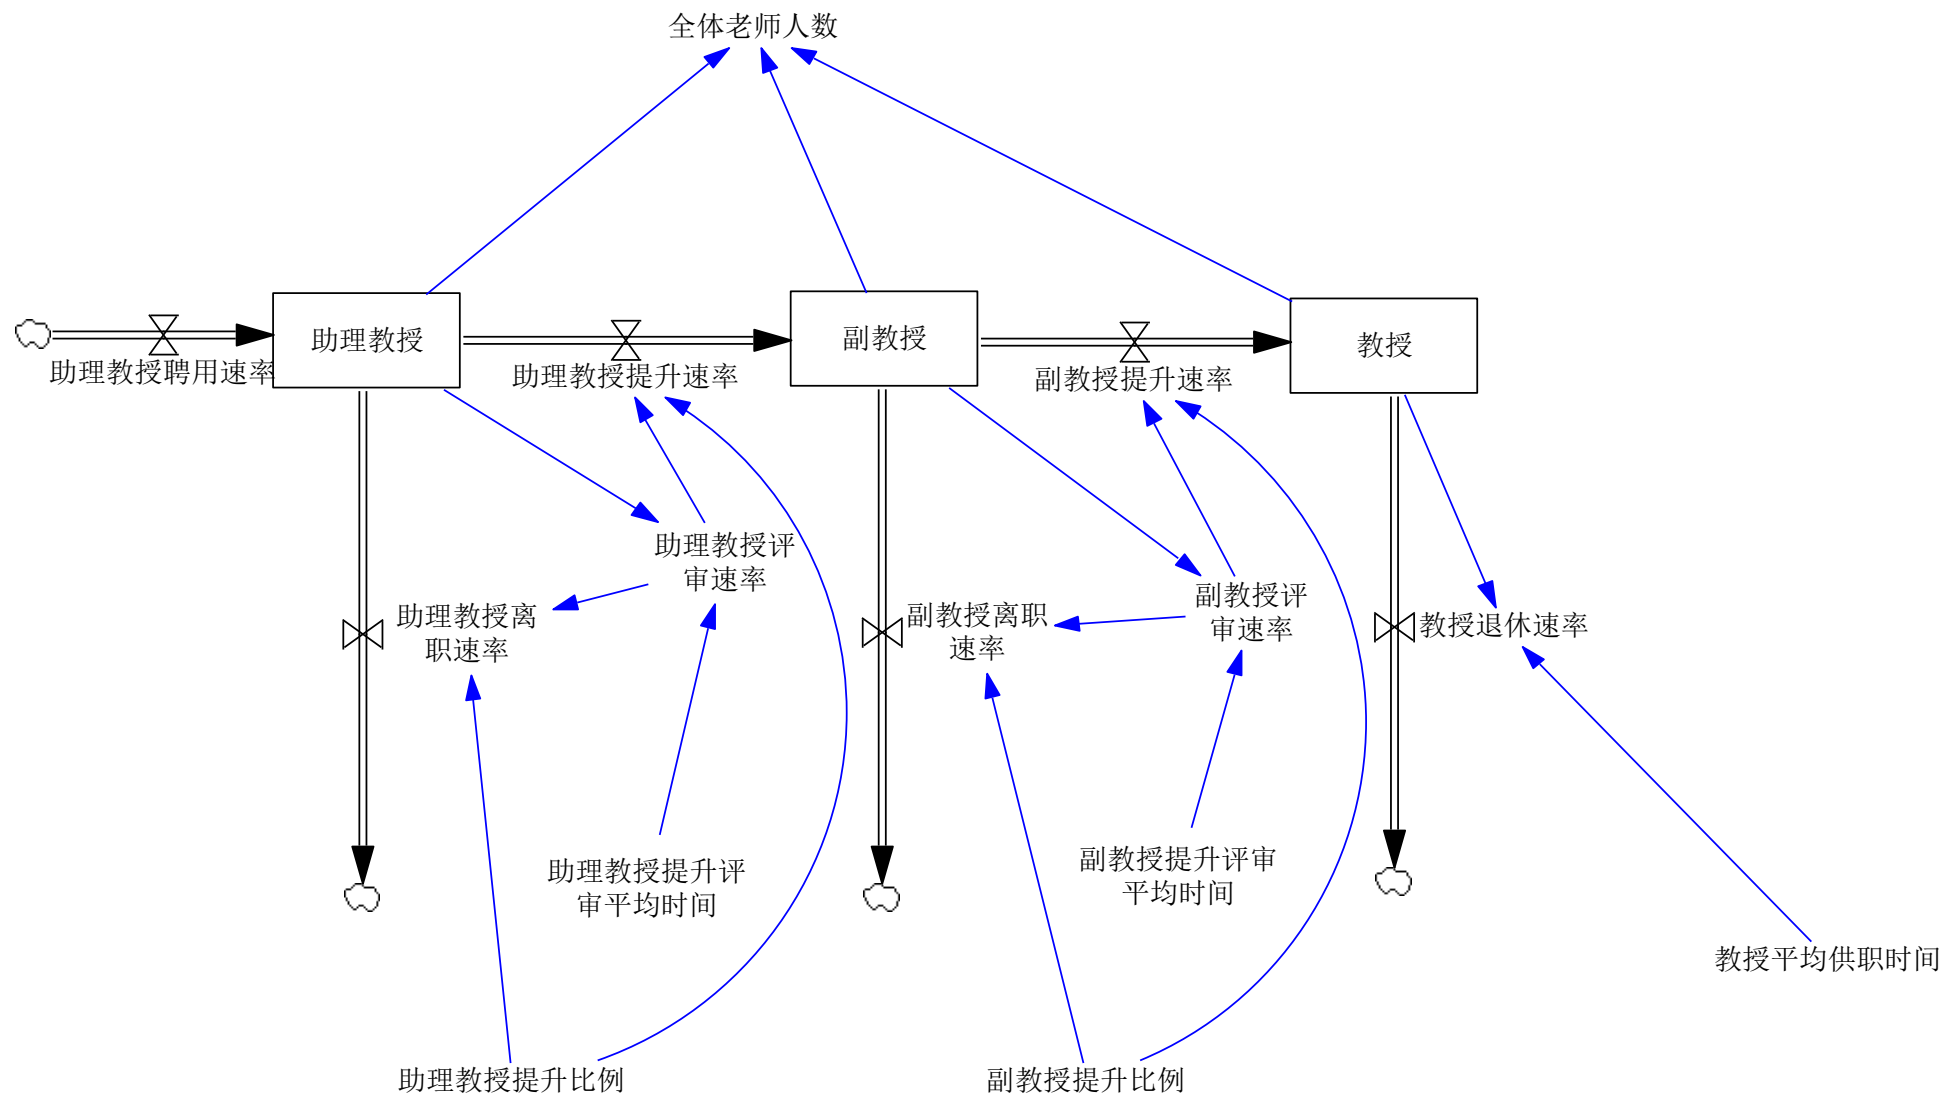 全体老师人数
助理教授
副教授
教授
助理教授聘用速率
助理教授提升速率
副教授提升速率
助理教授评
审速率
助理教授离
职速率
副教授离职
速率
副教授评
审速率
教授退休速率
助理教授提升评
审平均时间
副教授提升评审
平均时间
教授平均供职时间
助理教授提升比例
副教授提升比例